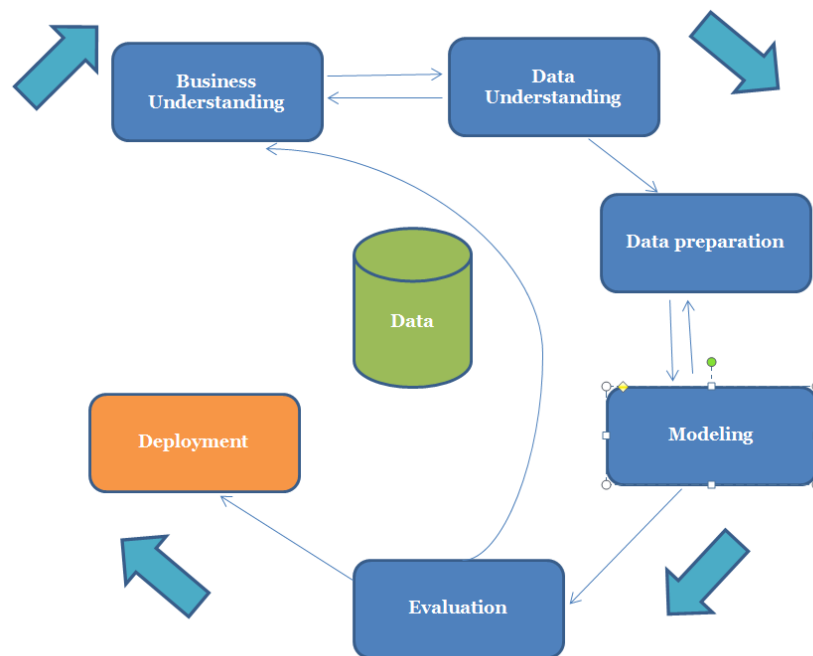 Business
Understanding
Data
Understanding
Data preparation
Data
Modeling
Deployment
Evaluation